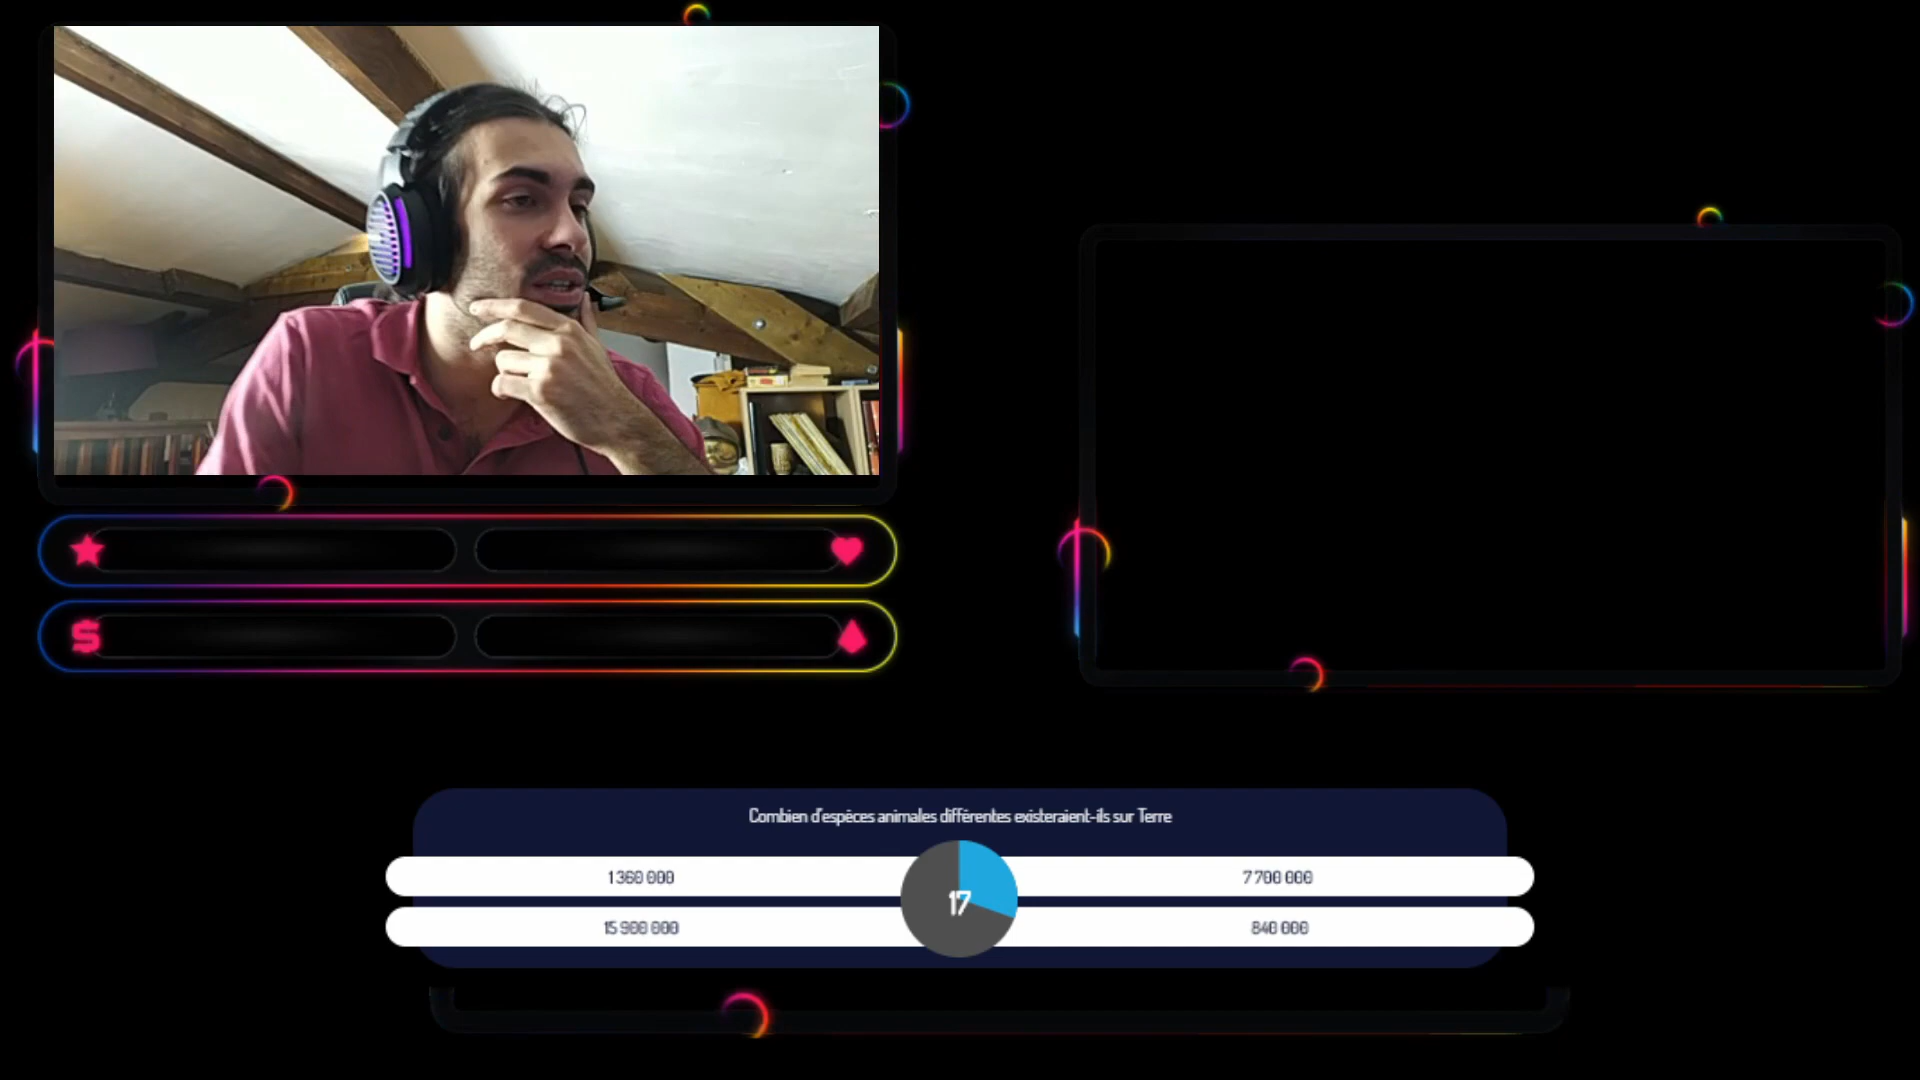 Combien d'espèces animales différentes existeraient-ils sur Terre
1 360 000
7 700 000
17
15 900 000
840 000